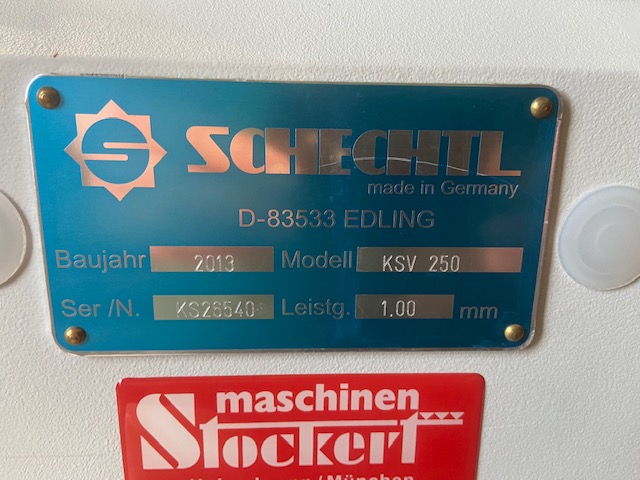 S SCHECHTL
made in Germany
D-83533 EDLING
Baujahr 2013 Modell KSV 250
Ser /N. KS26540 Leistg. 1.00 mm
maschinen
Stockert
/München